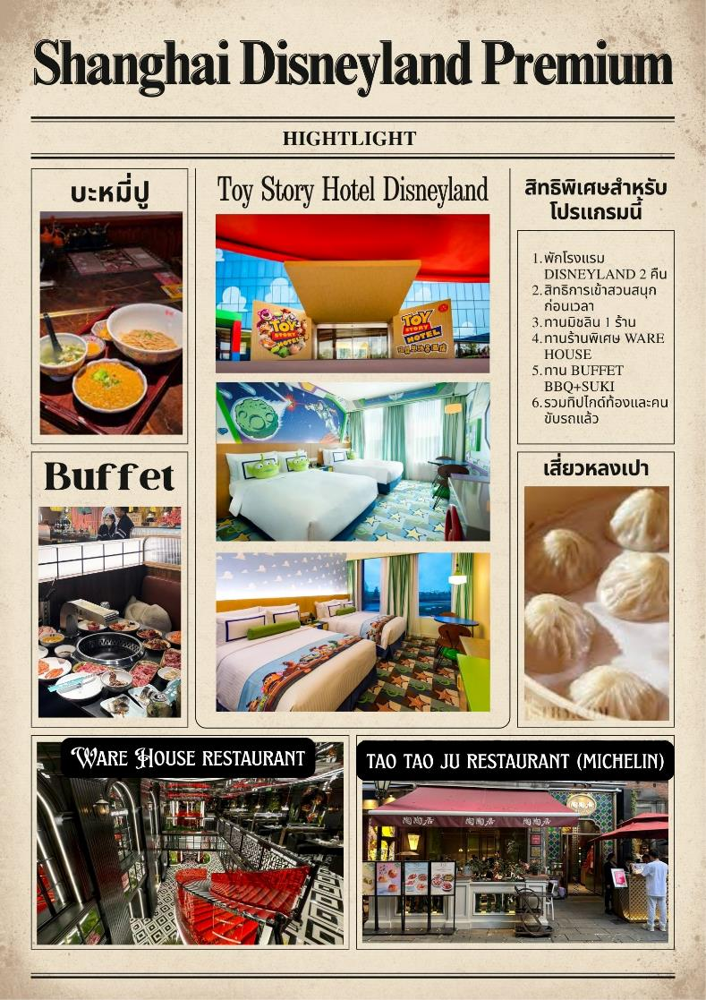 Shanghai Disneyland Premium
HIGHTLIGHT
บะหมี่ปู
Toy Story Hotel Disneyland
TOY
STORY
HOTEL
TOY
STORY
HOTEL
สิทธิพิเศษสำหรับ
โปรแกรมนี้
1. พักโรงแรม
DISNEYLAND 2 คืน
2. สิทธิการเข้าสวนสนุก
ก่อนเวลา
3. ทานมิชลิน 1 ร้าน
4. ทานร้านพิเศษ WARE
HOUSE
5. ทาน BUFFET
BBQ+SUKI
6. รวมทิปไกด์ท้องและคน
ขับรถแล้ว
Buffet
เสี่ยวหลงเปา
WARE HOUSE RESTAURANT
TAO TAO JU RESTAURANT (MICHELIN)
陶陶居 陶陶居 陶陶居